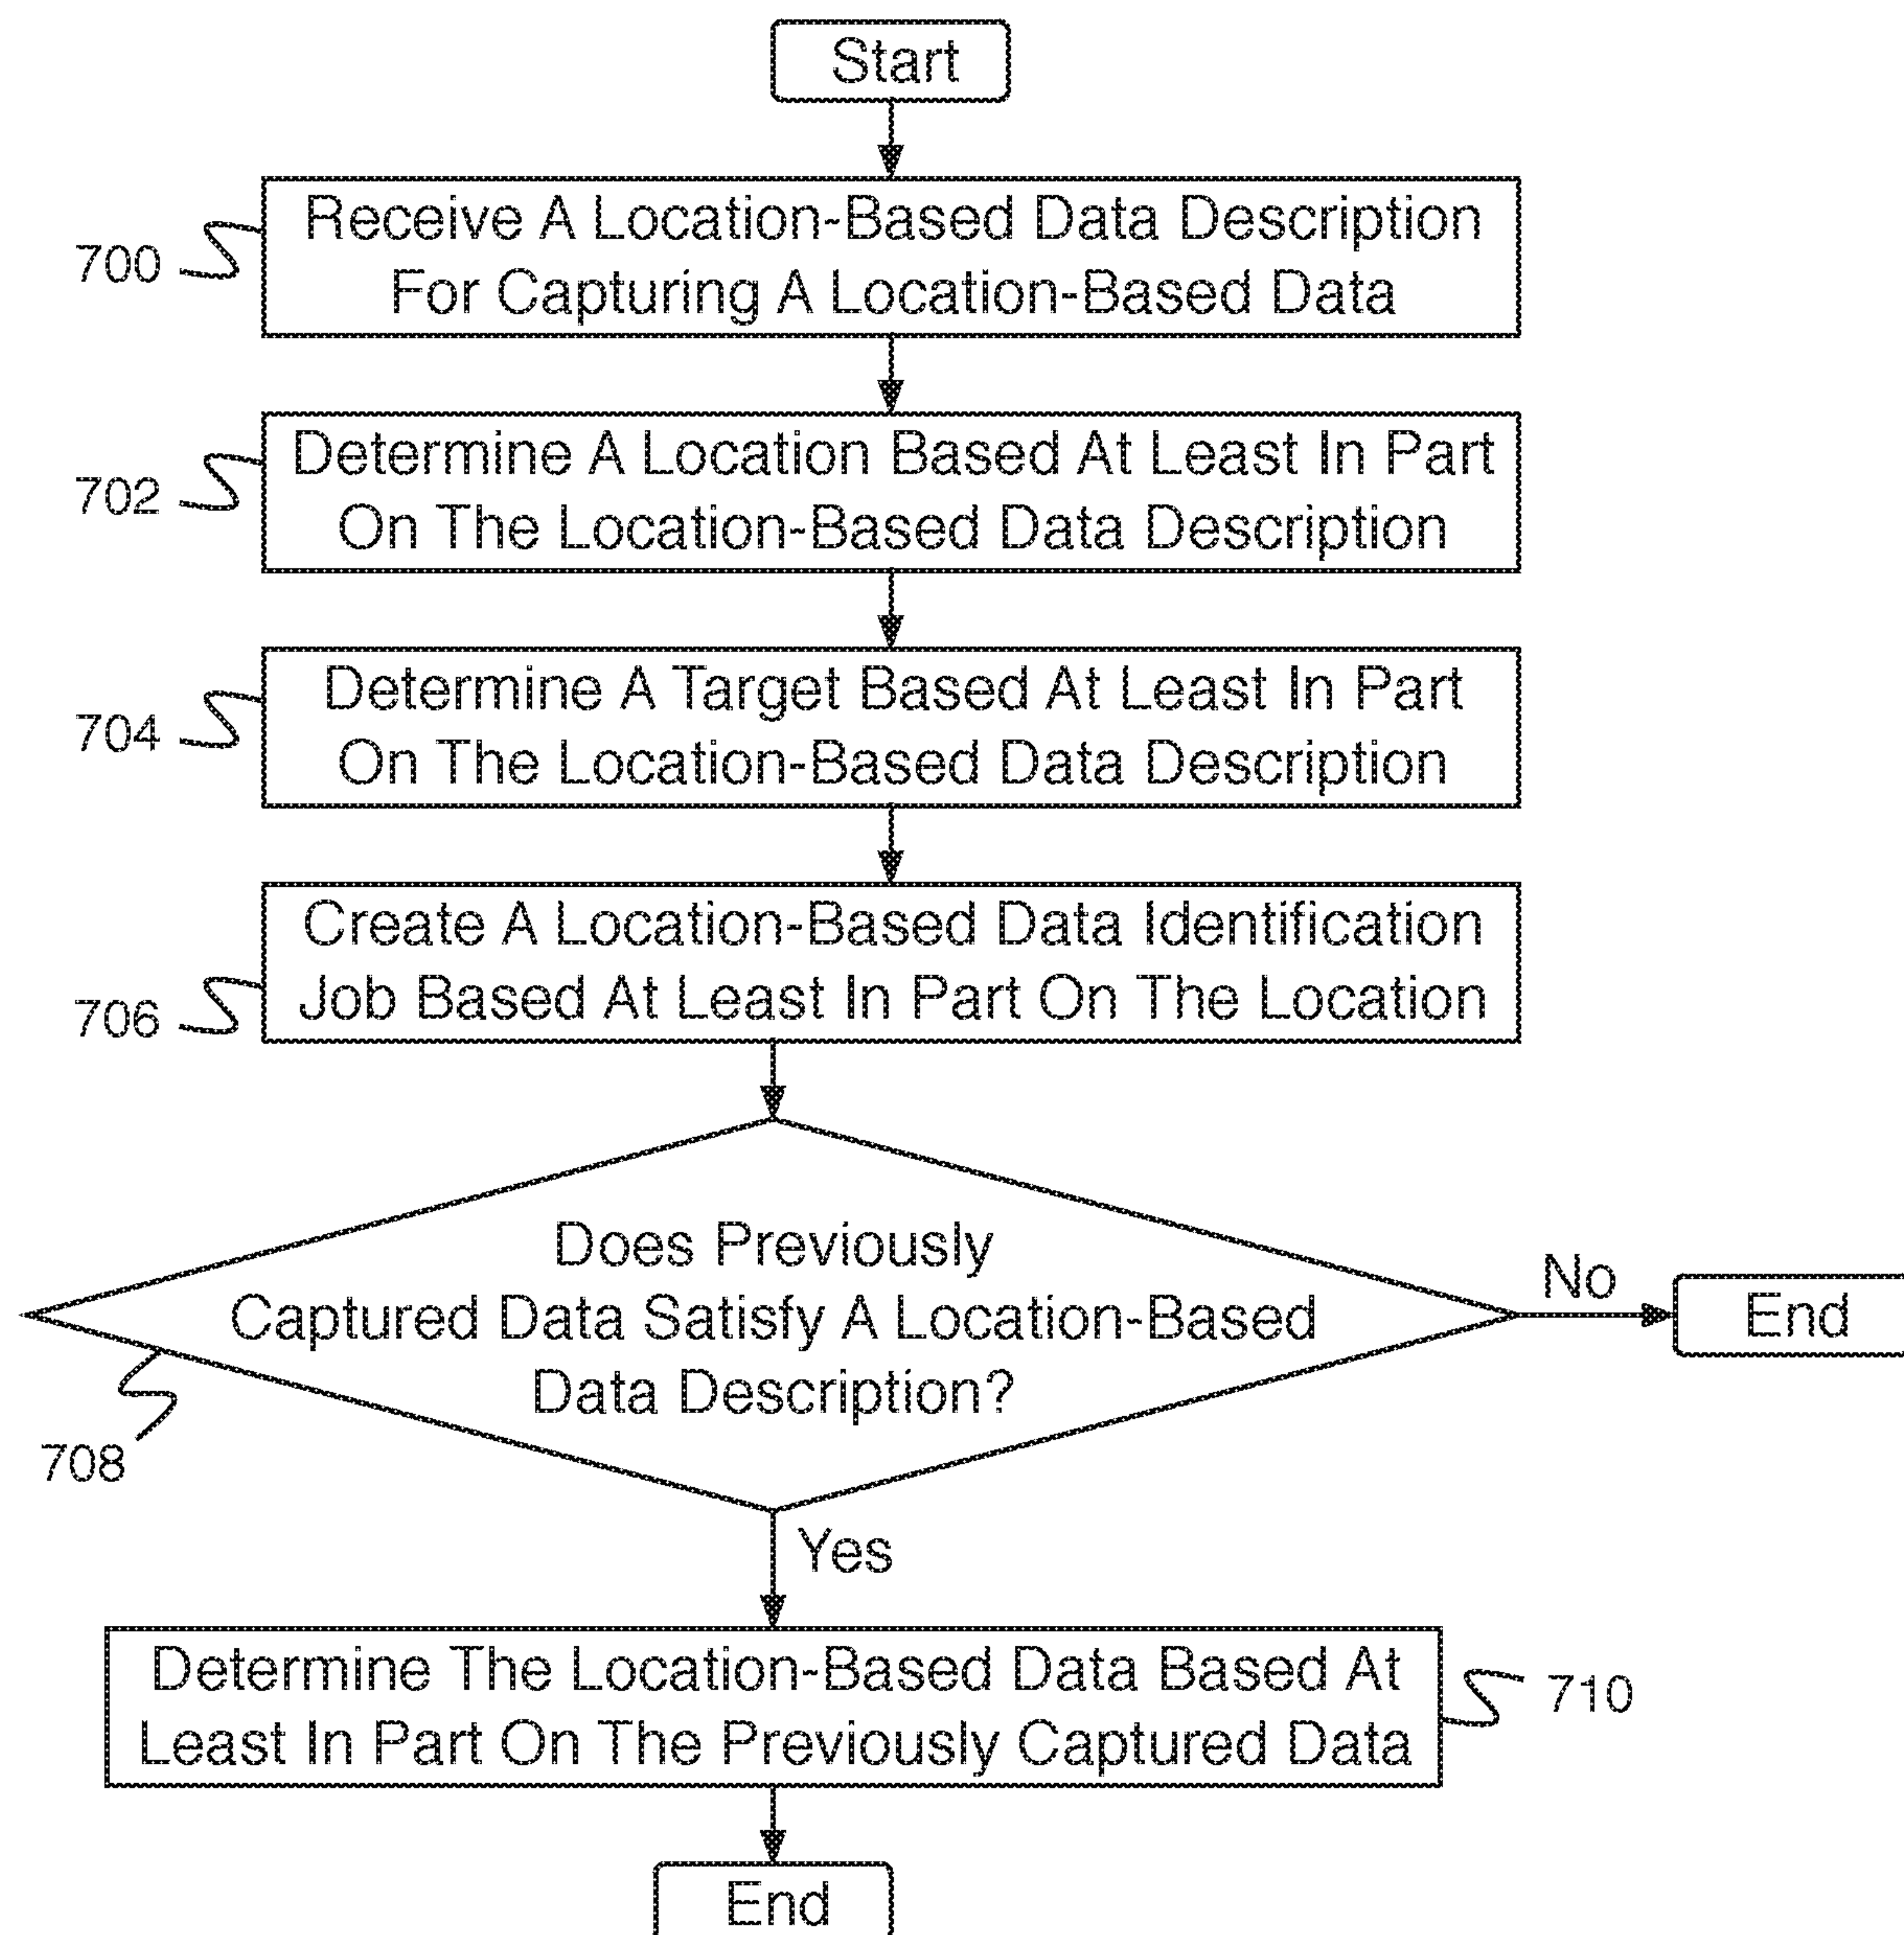 Start
Receive A Location-Based Data Description
For Capturing A Location-Based Data
700
Determine A Location Based At Least In Part
On The Location-Based Data Description
702
Determine A Target Based At Least In Part
On The Location-Based Data Description
704
Create A Location-Based Data Identification
Job Based At Least In Part On The Location
706
Does Previously
Captured Data Satisfy A Location-Based
Data Description?
708
No
End
Yes
Determine The Location-Based Data Based At
Least In Part On The Previously Captured Data
710
End